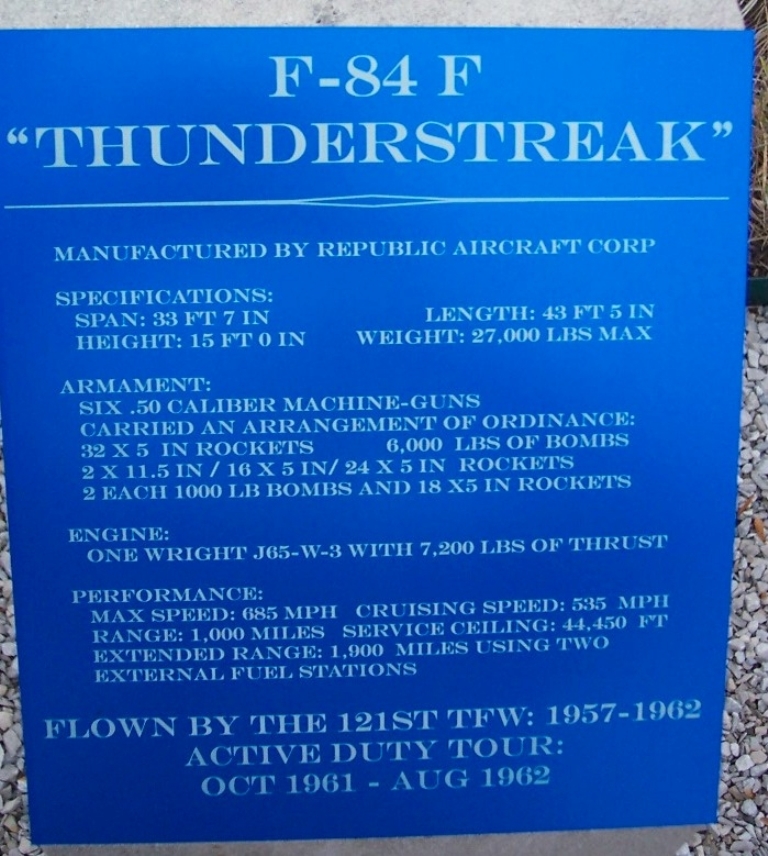 F-84 F
"THUNDERSTREAK"
MANUFACTURED BY REPUBLIC AIRCRAFT CORP
SPECIFICATIONS:
SPAN: 33 FT 7 IN LENGTH: 43 FT 5 IN
HEIGHT: 15 FT 0 IN WEIGHT: 27,000 LBS MAX
ARMAMENT:
SIX .50 CALIBER MACHINE-GUNS
CARRIED AN ARRANGEMENT OF ORDINANCE:
32 X 5 IN ROCKETS 6,000 LBS OF BOMBS
2 X 11.5 IN / 16 X 5 IN/ 24 X 5 IN ROCKETS
2 EACH 1000 LB BOMBS AND 18 X5 IN ROCKETS
ENGINE:
ONE WRIGHT J65-W-3 WITH 7,200 LBS OF THRUST
PERFORMANCE:
MAX SPEED: 685 MPH CRUISING SPEED: 535 MPH
RANGE: 1,000 MILES SERVICE CEILING: 44,450 FT
EXTENDED RANGE: 1,900 MILES USING TWO
EXTERNAL FUEL STATIONS
FLOWN BY THE 121ST TFW: 1957-1962
ACTIVE DUTY TOUR:
OCT 1961 - AUG 1962